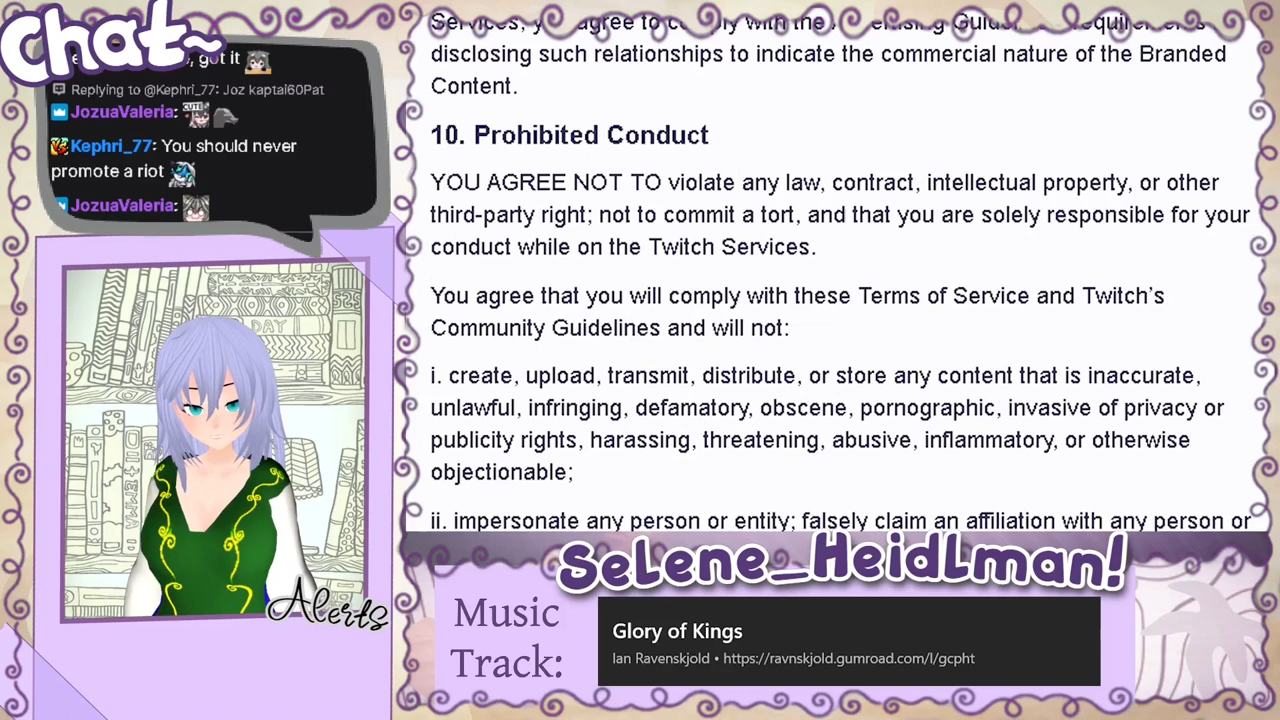 Chat~
got it
Replying to @Kephri_77: Joz kaptai60Pat
JozuaValeria: CUTE
Kephri_77: You should never
promote a riot
JozuaValeria:
DAY
EMMA
Alerts
Services, you agree to comply with the
disclosing such relationships to indicate the commercial nature of the Branded
Content.
10. Prohibited Conduct
YOU AGREE NOT TO violate any law, contract, intellectual property, or other
third-party right; not to commit a tort, and that you are solely responsible for your
conduct while on the Twitch Services.
You agree that you will comply with these Terms of Service and Twitch's
Community Guidelines and will not:
i. create, upload, transmit, distribute, or store any content that is inaccurate,
unlawful, infringing, defamatory, obscene, pornographic, invasive of privacy or
publicity rights, harassing, threatening, abusive, inflammatory, or otherwise
objectionable;
ii. impersonate any person or entity; falsely claim an affiliation with any person or
Selene_Heidlman!
Music
Track:
Glory of Kings
Ian Ravenskjold • https://ravnskjold.gumroad.com/l/gcpht